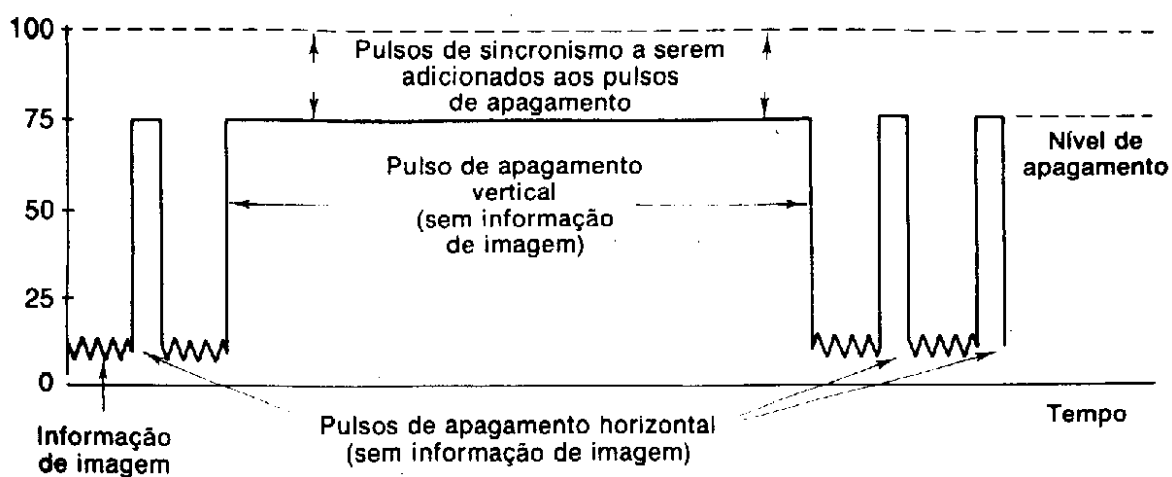 100
Pulsos de sincronismo a serem
adicionados aos pulsos
de apagamento
75
Nível de
apagamento
Pulso de apagamento
vertical
(sem informação
de imagem)
50
25
0
Informação
de imagem
Pulsos de apagamento horizontal
(sem informação de imagem)
Tempo